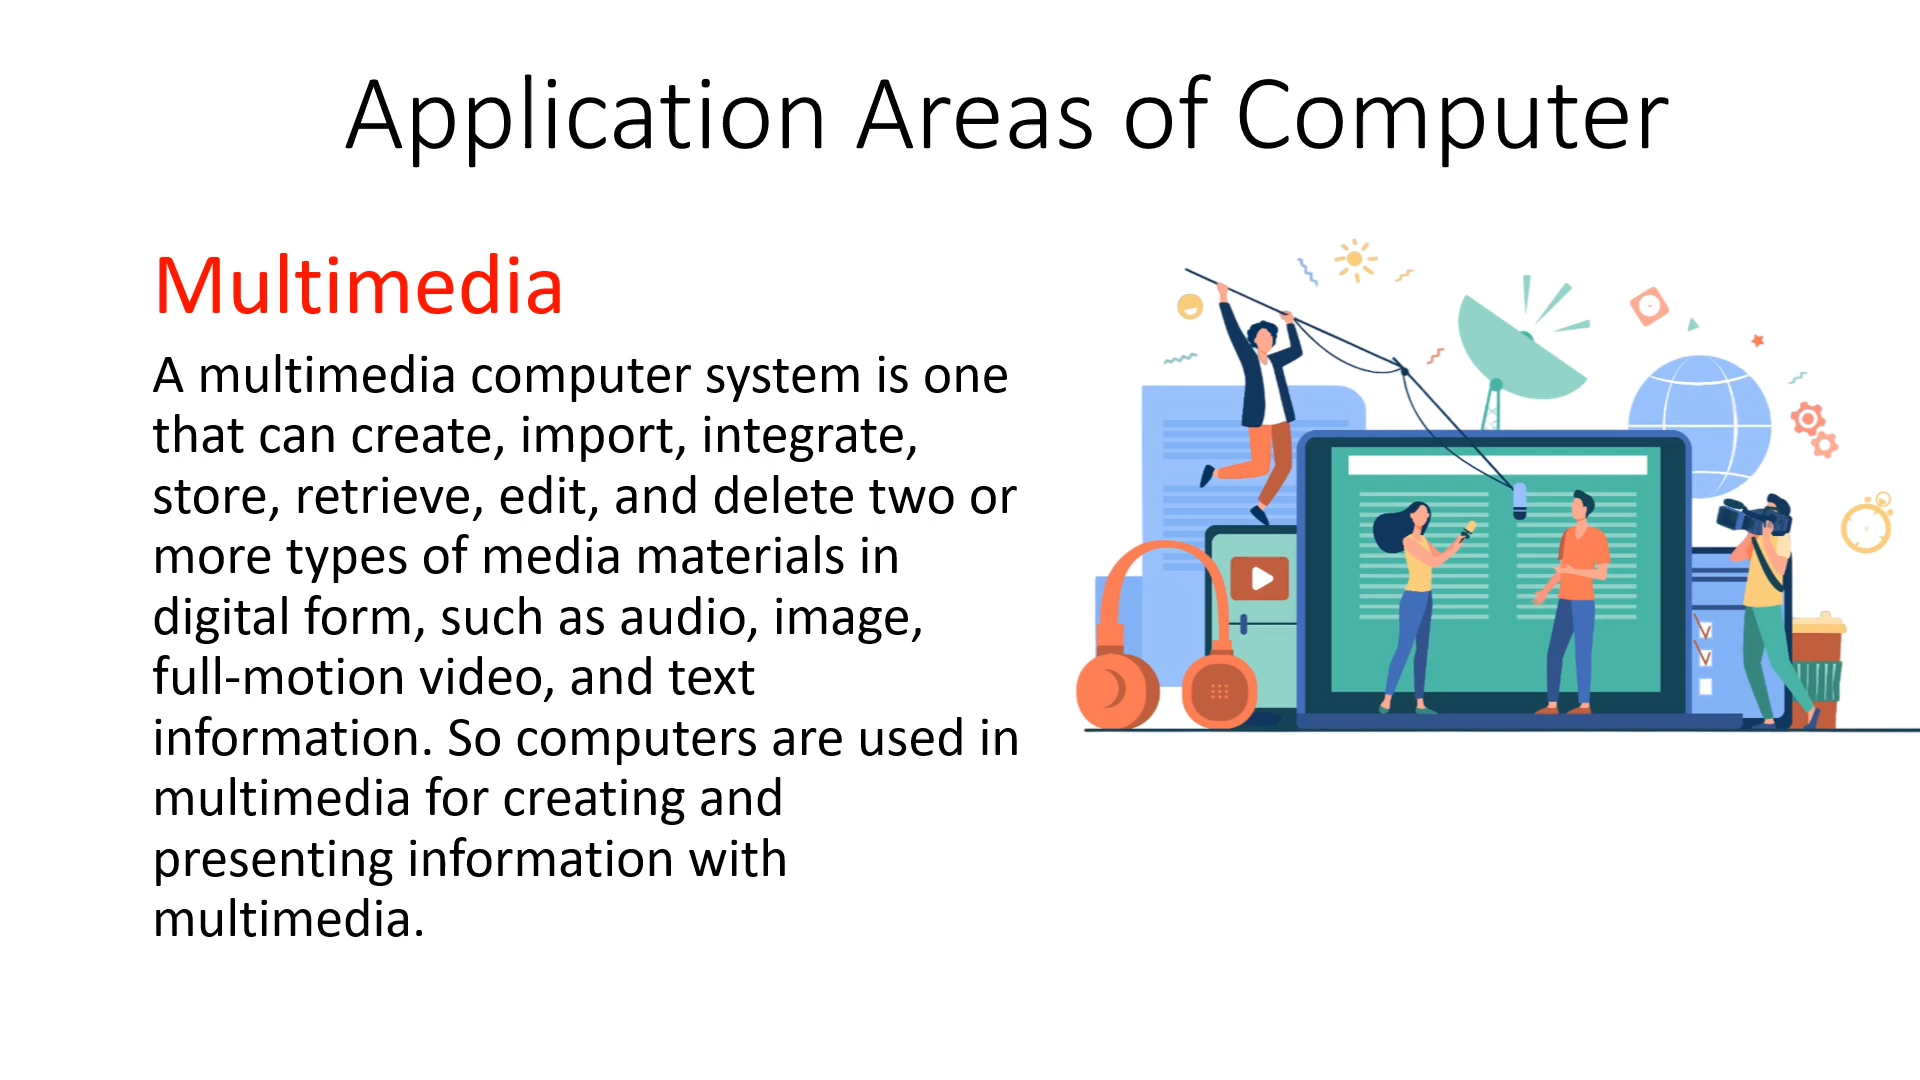 Application Areas of Computer
Multimedia
A multimedia computer system is one
that can create, import, integrate,
store, retrieve, edit, and delete two or
more types of media materials in
digital form, such as audio, image,
full-motion video, and text
information. So computers are used in
multimedia for creating and
presenting information with
multimedia.